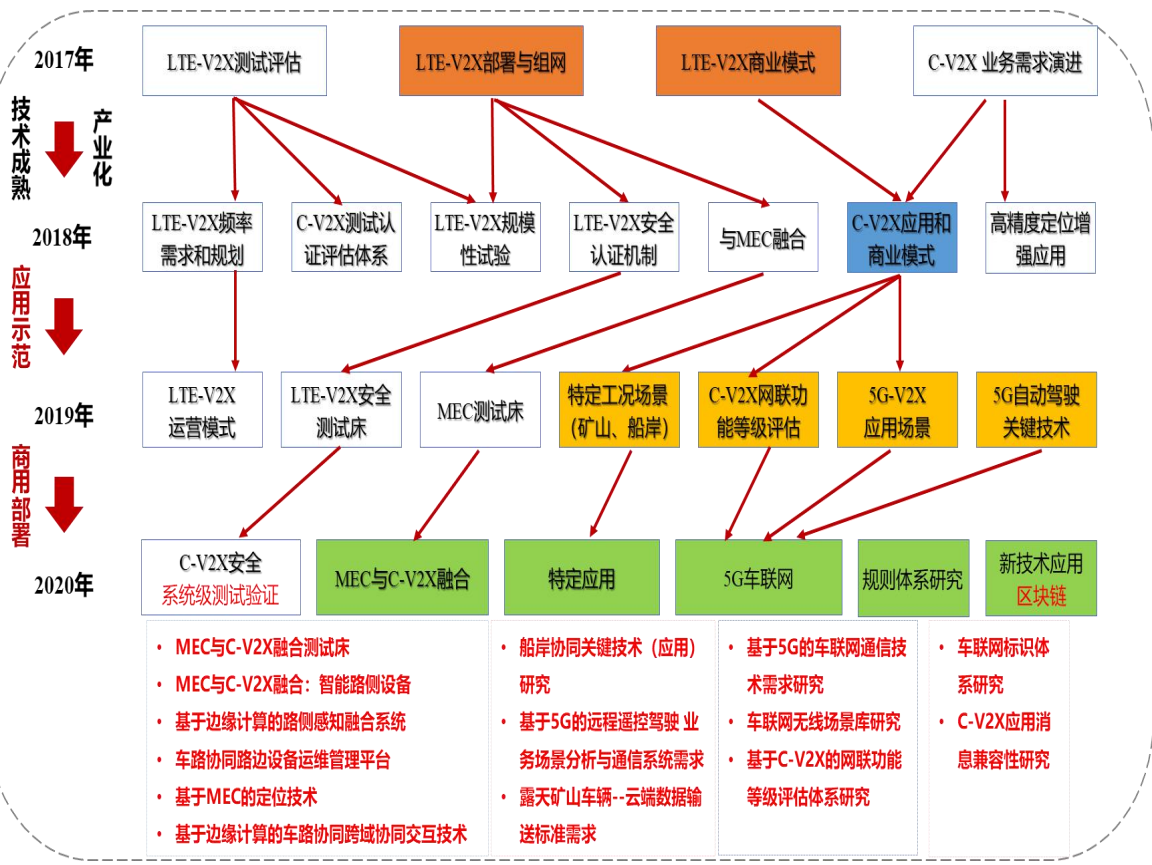 2017年
LTE-V2X测试评估
LTE-V2X部署与组网
LTE-V2X商业模式
C-V2X 业务需求演进
技术成熟
产业化
2018年
LTE-V2X频率
需求和规划
C-V2X测试认
证评估体系
LTE-V2X规模
性试验
LTE-V2X安全
认证机制
与MEC融合
C-V2X应用和
商业模式
高精度定位增
强应用
应用示范
2019年
LTE-V2X
运营模式
LTE-V2X安全
测试床
MEC测试床
特定工况场景
（矿山、船岸）
C-V2X网联功
能等级评估
5G-V2X
应用场景
5G自动驾驶
关键技术
商用部署
2020年
C-V2X安全
系统级测试验证
MEC与C-V2X融合
特定应用
5G车联网
规则体系研究
新技术应用
区块链
• MEC与C-V2X融合测试床
• MEC与C-V2X融合：智能路侧设备
• 基于边缘计算的路侧感知融合系统
• 车路协同路边设备运维管理平台
• 基于MEC的定位技术
• 基于边缘计算的车路协同跨域协同交互技术
• 船岸协同关键技术（应用）
研究
• 基于5G的远程遥控驾驶 业
务场景分析与通信系统需求
• 露天矿山车辆--云端数据输
送标准需求
• 基于5G的车联网通信技
术需求研究
• 车联网无线场景库研究
• 基于C-V2X的网联功能
等级评估体系研究
• 车联网标识体
系研究
• C-V2X应用消
息兼容性研究